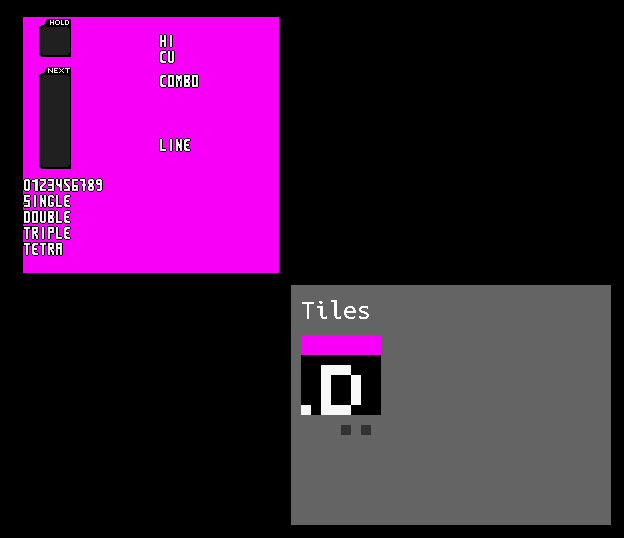 HOLD
HI
CU
NEXT
COMBO
LINE
0123456789
SINGLE
DOUBLE
TRIPLE
TETRA
Tiles
.D